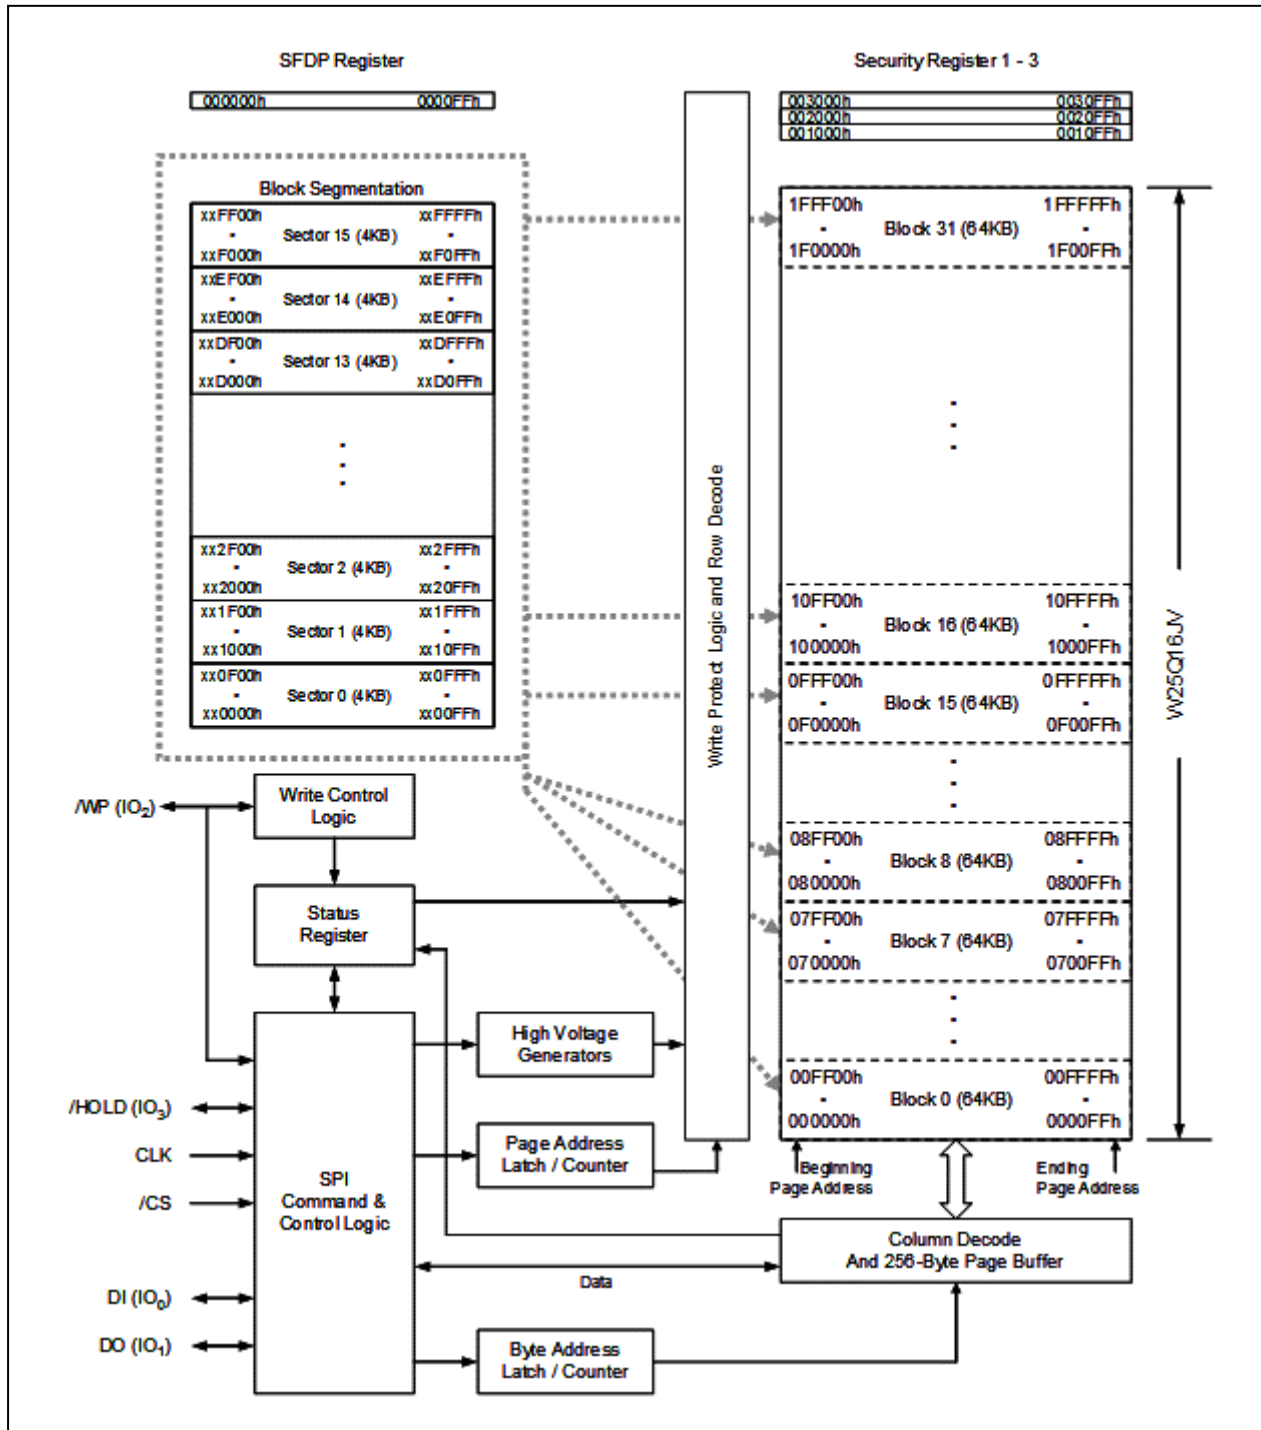 SFDP Register
000000h 0000FFh
Security Register 1 - 3
003000h 0030FFh
002000h 0020FFh
001000h 0010FFh
Block Segmentation
xxFF00h xxFFFFh
- Sector 15 (4KB) -
xxF000h xxF0FFh
xxEF00h xxEFFFh
- Sector 14 (4KB) -
xxE000h xxE0FFh
xxDF00h xxDFFFh
- Sector 13 (4KB) -
xxD000h xxD0FFh
xx2F00h xx2FFFh
- Sector 2 (4KB) -
xx2000h xx20FFh
xx1F00h xx1FFFh
- Sector 1 (4KB) -
xx1000h xx10FFh
xx0F00h xx0FFFh
- Sector 0 (4KB) -
xx0000h xx00FFh
Write Protect Logic and Row Decode
1FFF00h 1FFFFFh
- Block 31 (64KB) -
1F0000h 1F00FFh
10FF00h 10FFFFh
- Block 16 (64KB) -
100000h 1000FFh
0FFF00h 0FFFFFh
- Block 15 (64KB) -
0F0000h 0F00FFh
08FF00h 08FFFFh
- Block 8 (64KB) -
080000h 0800FFh
07FF00h 07FFFFh
- Block 7 (64KB) -
070000h 0700FFh
00FF00h 00FFFFh
- Block 0 (64KB) -
000000h 0000FFh
W25Q16JV
Beginning
Page Address
Ending
Page Address
/WP (IO2)
Write Control
Logic
Status
Register
High Voltage
Generators
/HOLD (IO3)
CLK
/CS
Page Address
Latch / Counter
SPI
Command &
Control Logic
Column Decode
And 256-Byte Page Buffer
Data
DI (IO0)
DO (IO1)
Byte Address
Latch / Counter